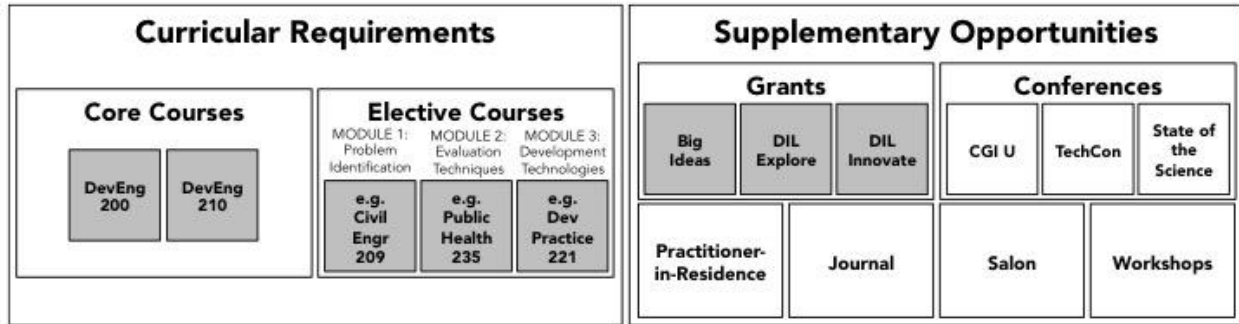 Curricular Requirements
Core Courses
DevEng
200
DevEng
210
Elective Courses
MODULE 1:
Problem
Identification
MODULE 2:
Evaluation
Techniques
MODULE 3:
Development
Technologies
e.g.
Civil
Engr
209
e.g.
Public
Health
235
e.g.
Dev
Practice
221
Supplementary Opportunities
Grants
Big
Ideas
DIL
Explore
DIL
Innovate
Conferences
CGI U
TechCon
State of
the
Science
Practitioner-
in-Residence
Journal
Salon
Workshops